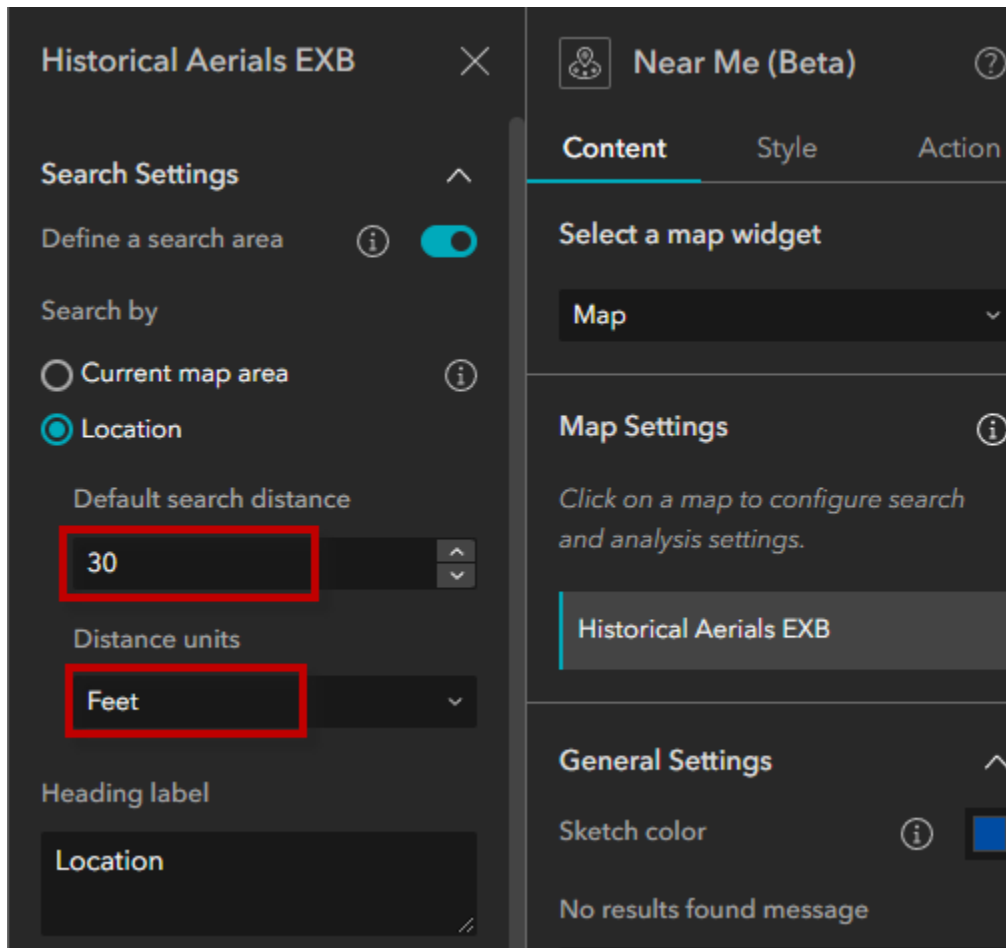 Historical Aerials EXB
Search Settings
Define a search area
Search by
Current map area
Location
Default search distance
30
Distance units
Feet
Heading label
Location
Near Me (Beta)
Content Style Action
Select a map widget
Map
Map Settings
Click on a map to configure search
and analysis settings.
Historical Aerials EXB
General Settings
Sketch color
No results found message